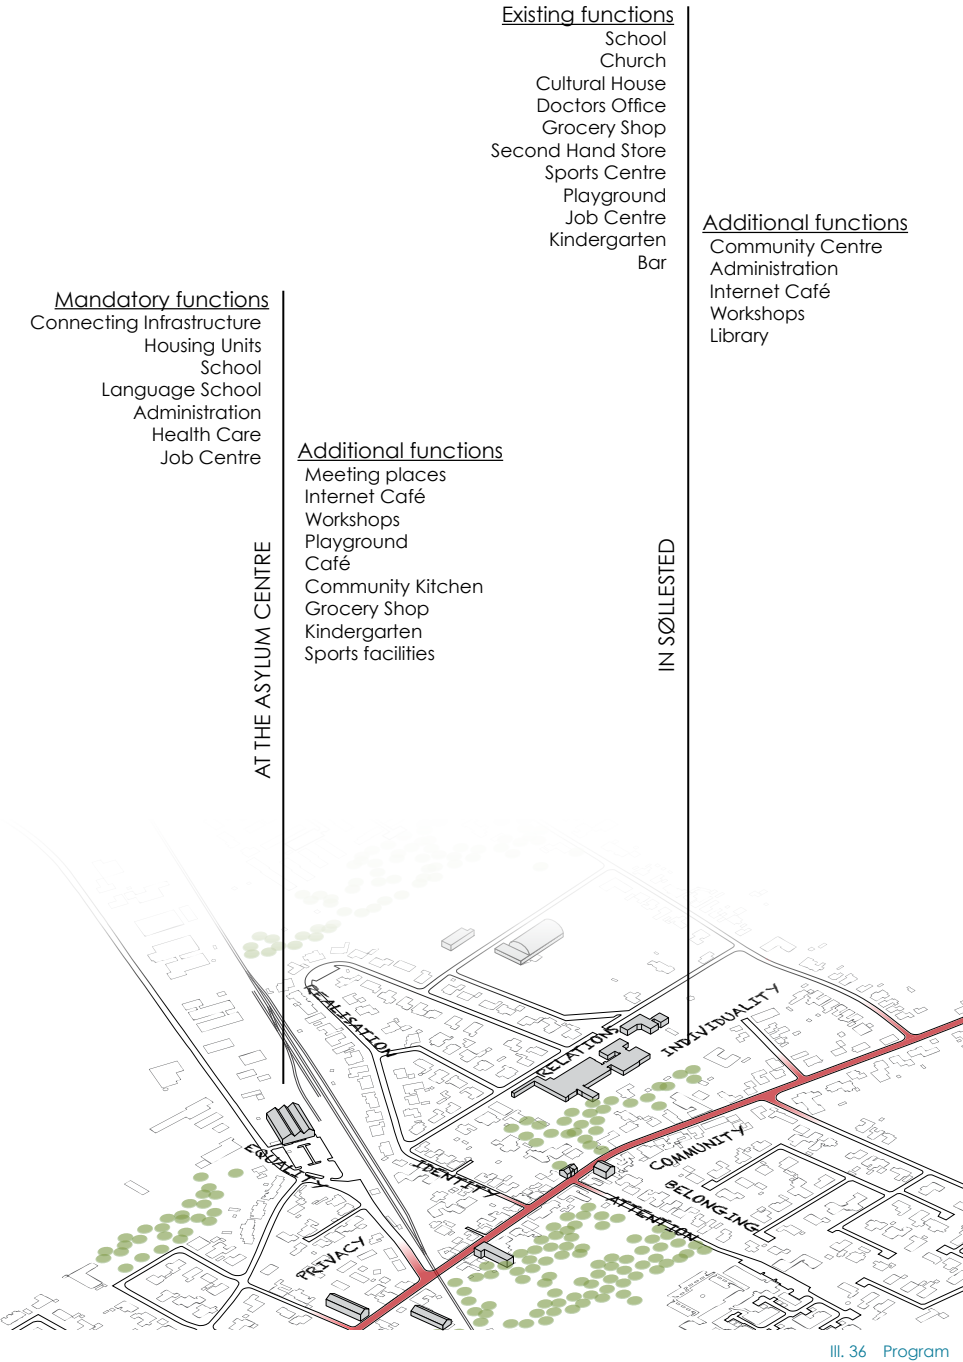 Existing functions
School
Church
Cultural House
Doctors Office
Grocery Shop
Second Hand Store
Sports Centre
Playground
Job Centre
Kindergarten
Bar
Additional functions
Community Centre
Administration
Internet Café
Workshops
Library
Mandatory functions
Connecting Infrastructure
Housing Units
School
Language School
Administration
Health Care
Job Centre
Additional functions
Meeting places
Internet Café
Workshops
Playground
Café
Community Kitchen
Grocery Shop
Kindergarten
Sports facilities
AT THE ASYLUM CENTRE
IN SØLLESTED
REALISATION
RELATIONS
INDIVIDUALITY
EQUALITY
IDENTITY
COMMUNITY
BELONGING
ATTENTION
PRIVACY
Ill. 36 Program